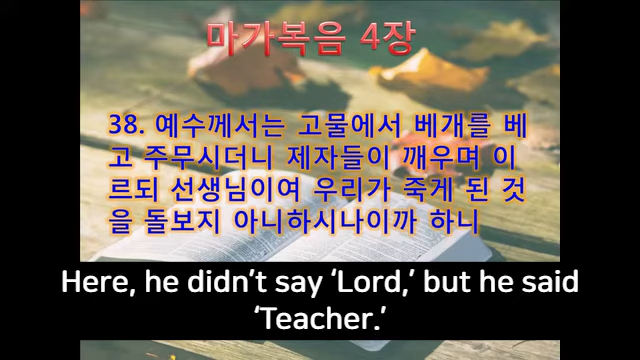 마가복음 4장
38. 예수께서는 고물에서 베개를 베
고 주무시더니 제자들이 깨우며 이
르되 선생님이여 우리가 죽게 된 것
을 돌보지 아니하시나이까 하니
Here, he didn’t say ‘Lord,’ but he said
‘Teacher.’